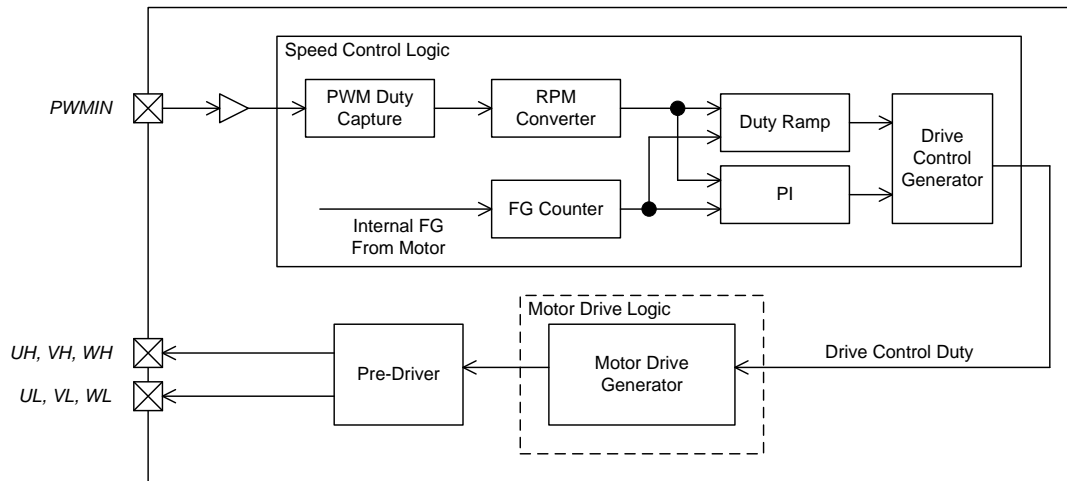 Speed Control Logic
PWMIN
PWM Duty
Capture
RPM
Converter
Duty Ramp
Drive
Control
Generator
PI
FG Counter
Internal FG
From Motor
Motor Drive Logic
UH, VH, WH
UL, VL, WL
Pre-Driver
Motor Drive
Generator
Drive Control Duty